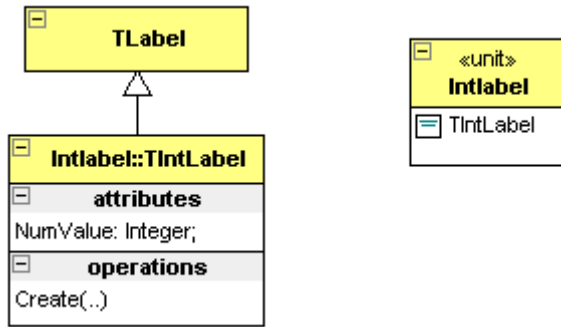 TLabel
Intlabel::TIntLabel
attributes
NumValue: Integer;
operations
Create(..)
«unit»
Intlabel
TIntLabel